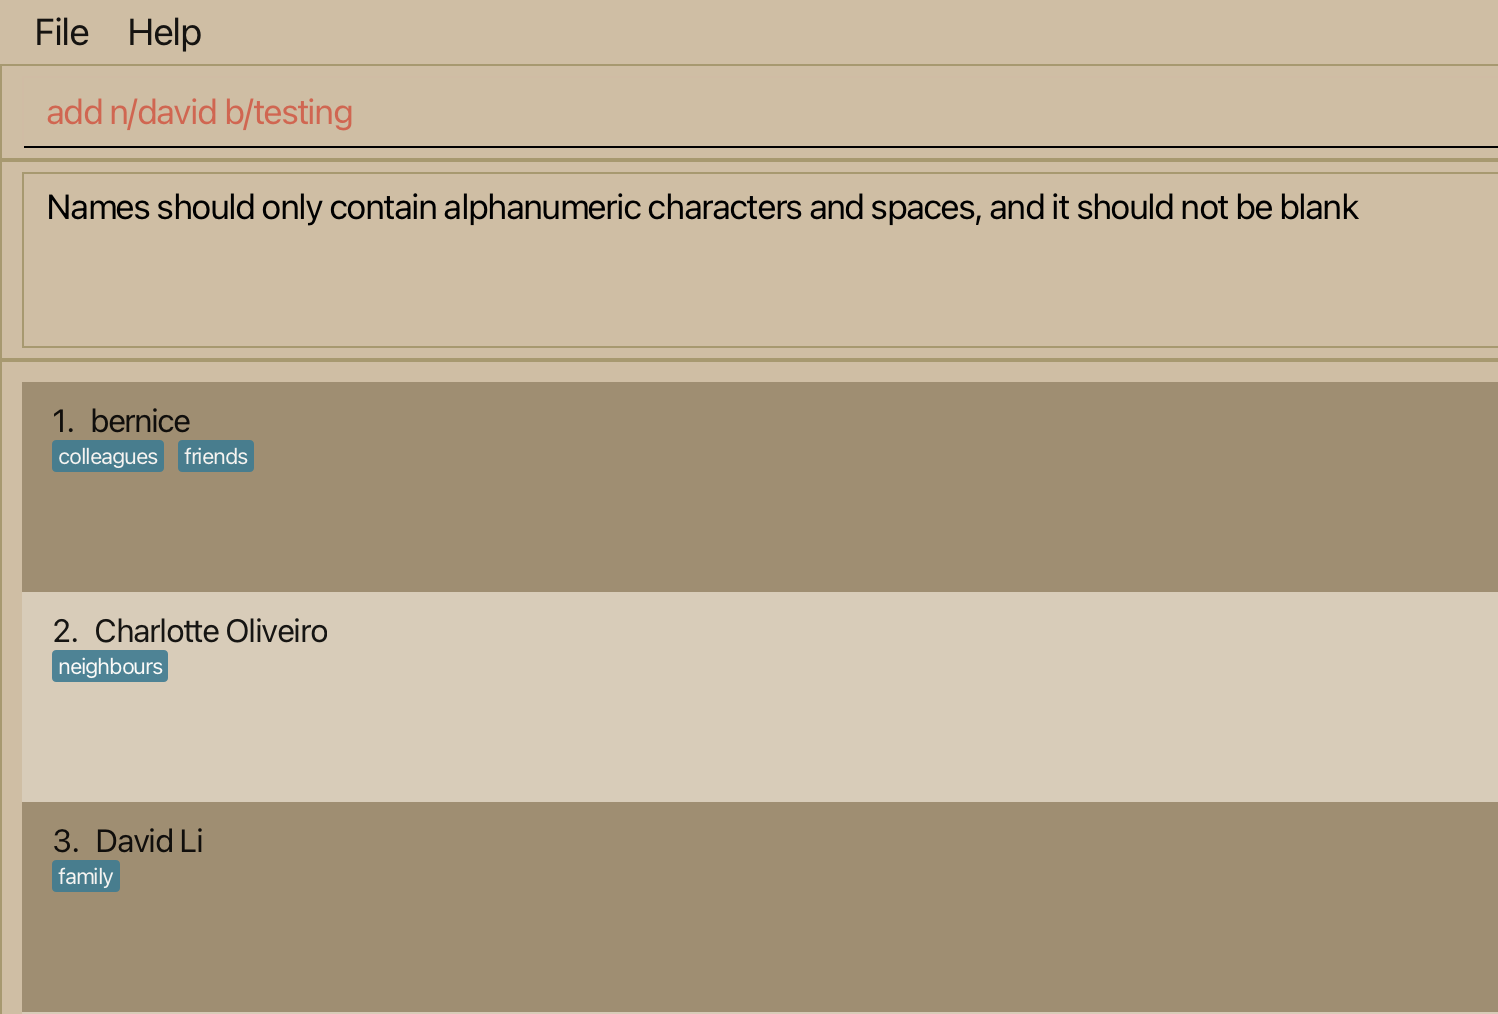 File Help
add n/david b/testing
Names should only contain alphanumeric characters and spaces, and it should not be blank
1. bernice
colleagues friends
2. Charlotte Oliveiro
neighbours
3. David Li
family